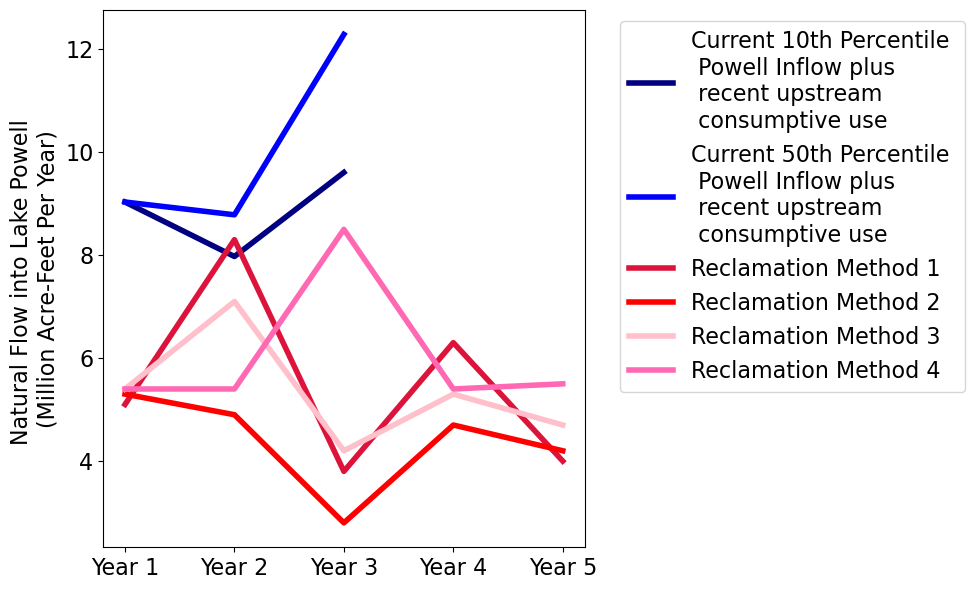 Natural Flow into Lake Powell
(Million Acre-Feet Per Year)
12
10
8
6
4
Year 1
Year 2
Year 3
Year 4
Year 5
Current 10th Percentile
Powell Inflow plus
recent upstream
consumptive use
Current 50th Percentile
Powell Inflow plus
recent upstream
consumptive use
Reclamation Method 1
Reclamation Method 2
Reclamation Method 3
Reclamation Method 4